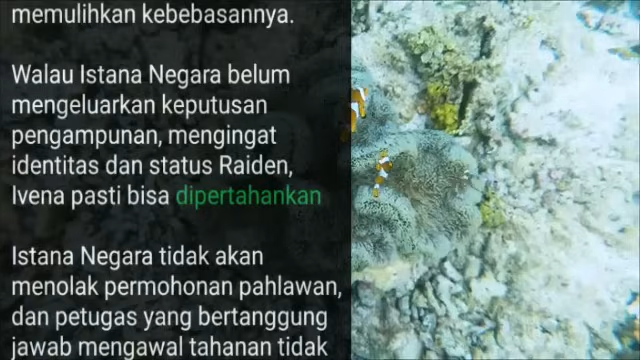 memulihkan kebebasannya.
Walau Istana Negara belum
mengeluarkan keputusan
pengampunan, mengingat
identitas dan status Raiden,
Ivena pasti bisa dipertahankan
Istana Negara tidak akan
menolak permohonan pahlawan,
dan petugas yang bertanggung
jawab mengawal tahanan tidak